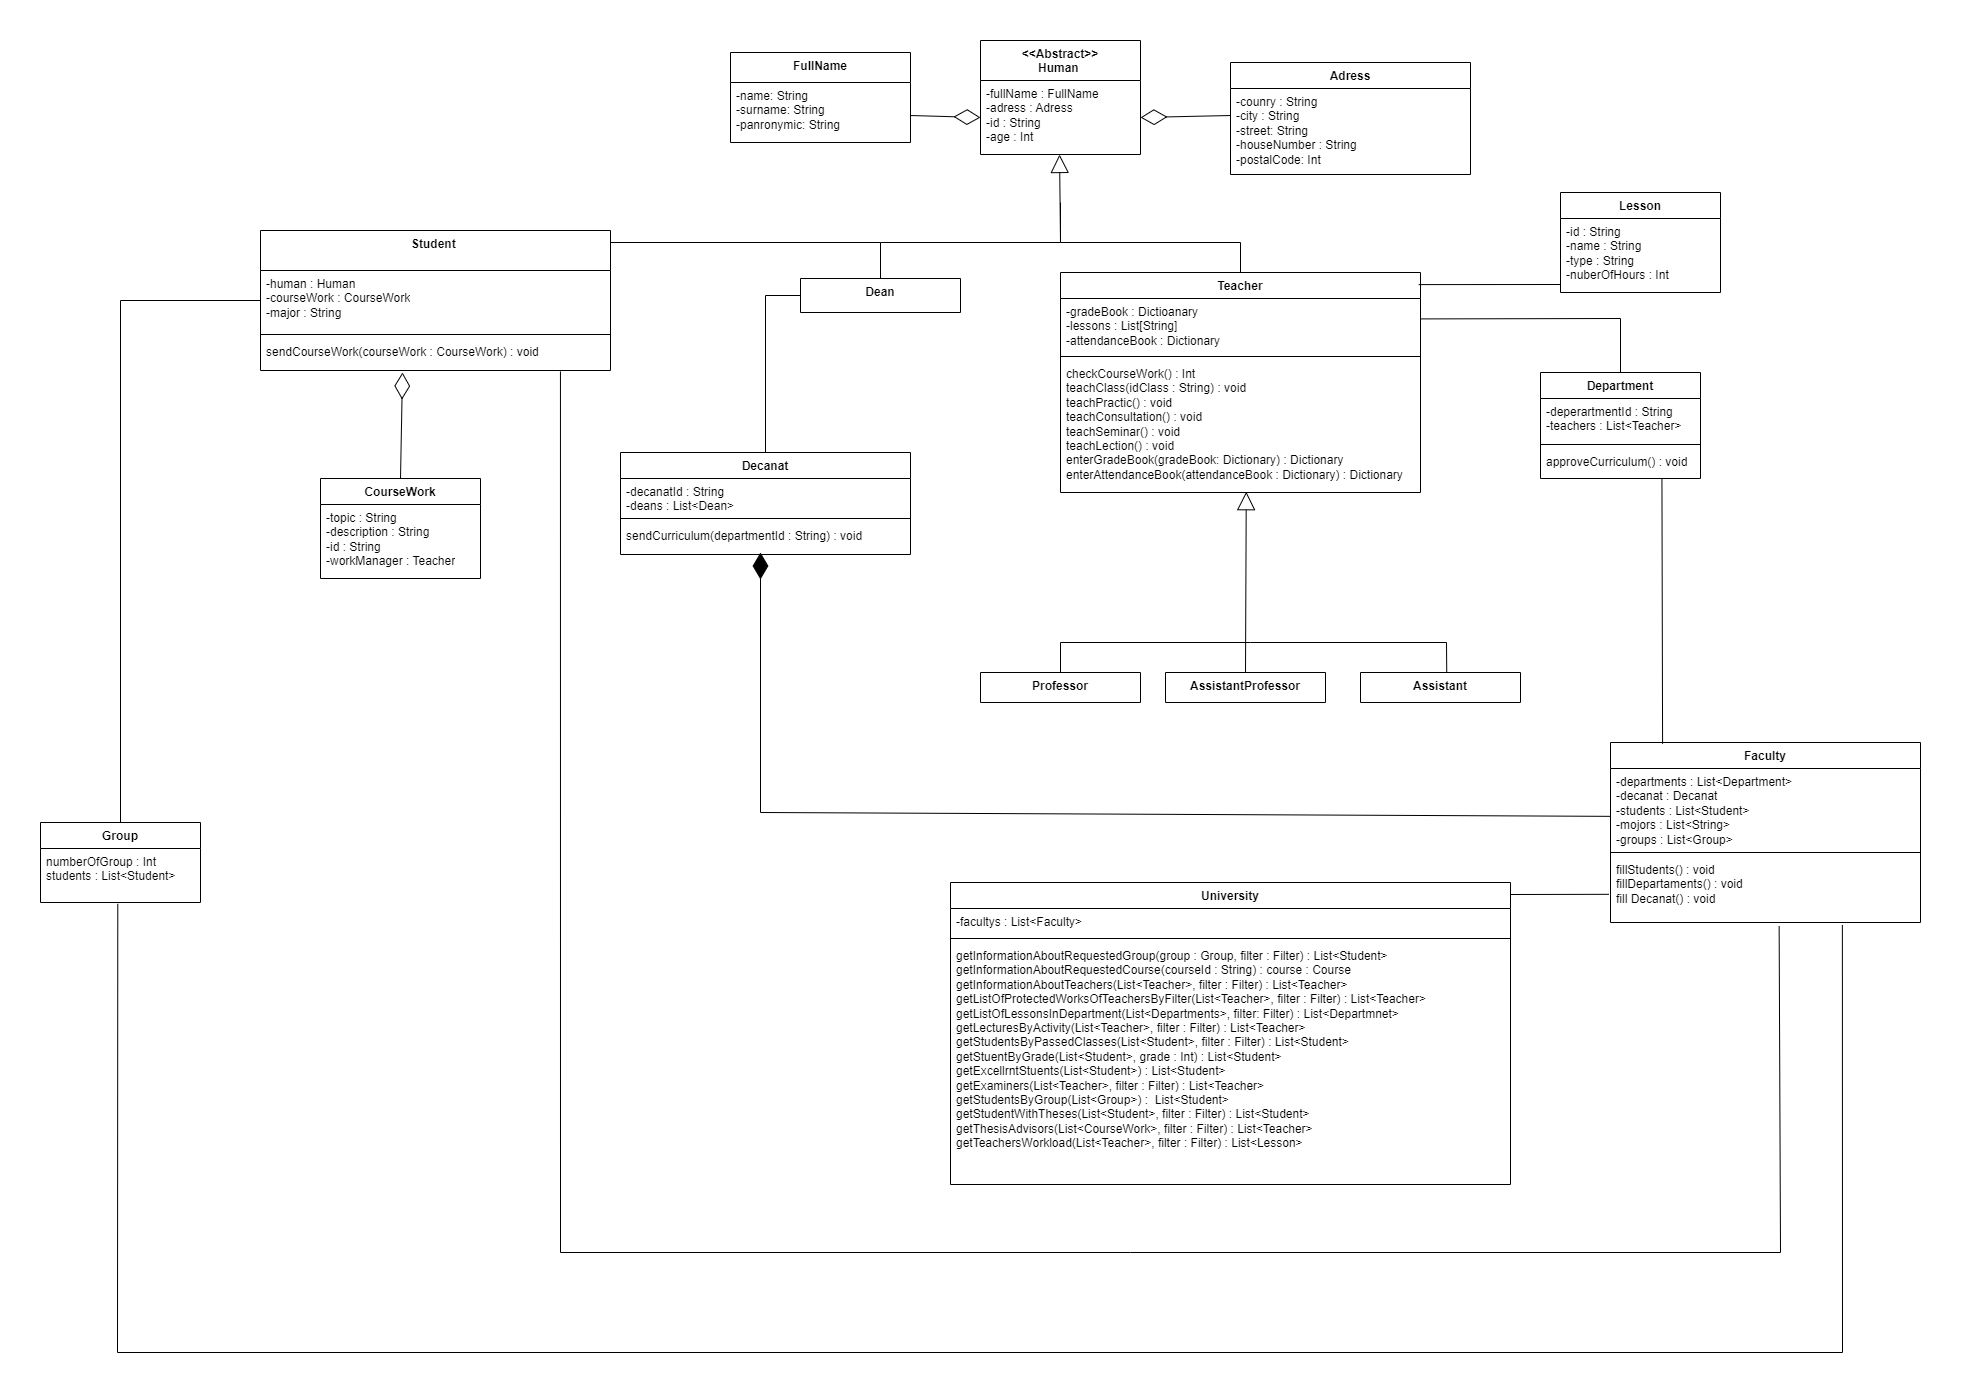 <<Abstract>>
Human
-fullName : FullName
-adress : Adress
-id : String
-age : Int
FullName
-name: String
-surname: String
-panronymic: String
Adress
-counry : String
-city : String
-street: String
-houseNumber : String
-postalCode: Int
Lesson
-id : String
-name : String
-type : String
-nuberOfHours : Int
Student
-human : Human
-courseWork : CourseWork
-major : String
sendCourseWork(courseWork : CourseWork) : void
Dean
Teacher
-gradeBook : Dictioanary
-lessons : List[String]
-attendanceBook : Dictionary
checkCourseWork() : Int
teachClass(idClass : String) : void
teachPractic() : void
teachConsultation() : void
teachSeminar() : void
teachLection() : void
enterGradeBook(gradeBook: Dictionary) : Dictionary
enterAttendanceBook(attendanceBook : Dictionary) : Dictionary
Department
-deperartmentId : String
-teachers : List<Teacher>
approveCurriculum() : void
Decanat
-decanatId : String
-deans : List<Dean>
sendCurriculum(departmentId : String) : void
CourseWork
-topic : String
-description : String
-id : String
-workManager : Teacher
Professor
AssistantProfessor
Assistant
Faculty
-departments : List<Department>
-decanat : Decanat
-students : List<Student>
-mojors : List<String>
-groups : List<Group>
fillStudents() : void
fillDepartaments() : void
fill Decanat() : void
Group
numberOfGroup : Int
students : List<Student>
University
-facultys : List<Faculty>
getInformationAboutRequestedGroup(group : Group, filter : Filter) : List<Student>
getInformationAboutRequestedCourse(courseId : String) : course : Course
getInformationAboutTeachers(List<Teacher>, filter : Filter) : List<Teacher>
getListOfProtectedWorksOfTeachersByFilter(List<Teacher>, filter : Filter) : List<Teacher>
getListOfLessonsInDepartment(List<Departments>, filter: Filter) : List<Departmnet>
getLecturesByActivity(List<Teacher>, filter : Filter) : List<Teacher>
getStudentsByPassedClasses(List<Student>, filter : Filter) : List<Student>
getStuentByGrade(List<Student>, grade : Int) : List<Student>
getExcellrntStuents(List<Student>) : List<Student>
getExaminers(List<Teacher>, filter : Filter) : List<Teacher>
getStudentsByGroup(List<Group>) :  List<Student>
getStudentWithTheses(List<Student>, filter : Filter) : List<Student>
getThesisAdvisors(List<CourseWork>, filter : Filter) : List<Teacher>
getTeachersWorkload(List<Teacher>, filter : Filter) : List<Lesson>